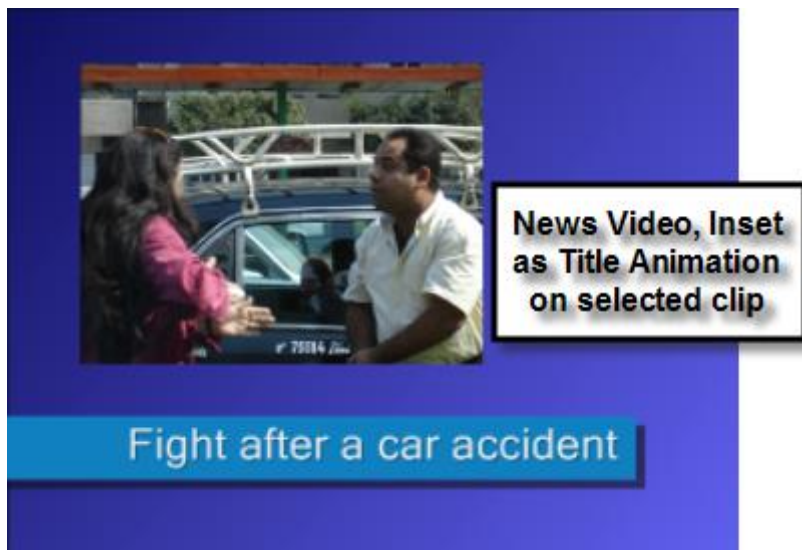 News Video, Inset
as Title Animation
on selected clip
Fight after a car accident